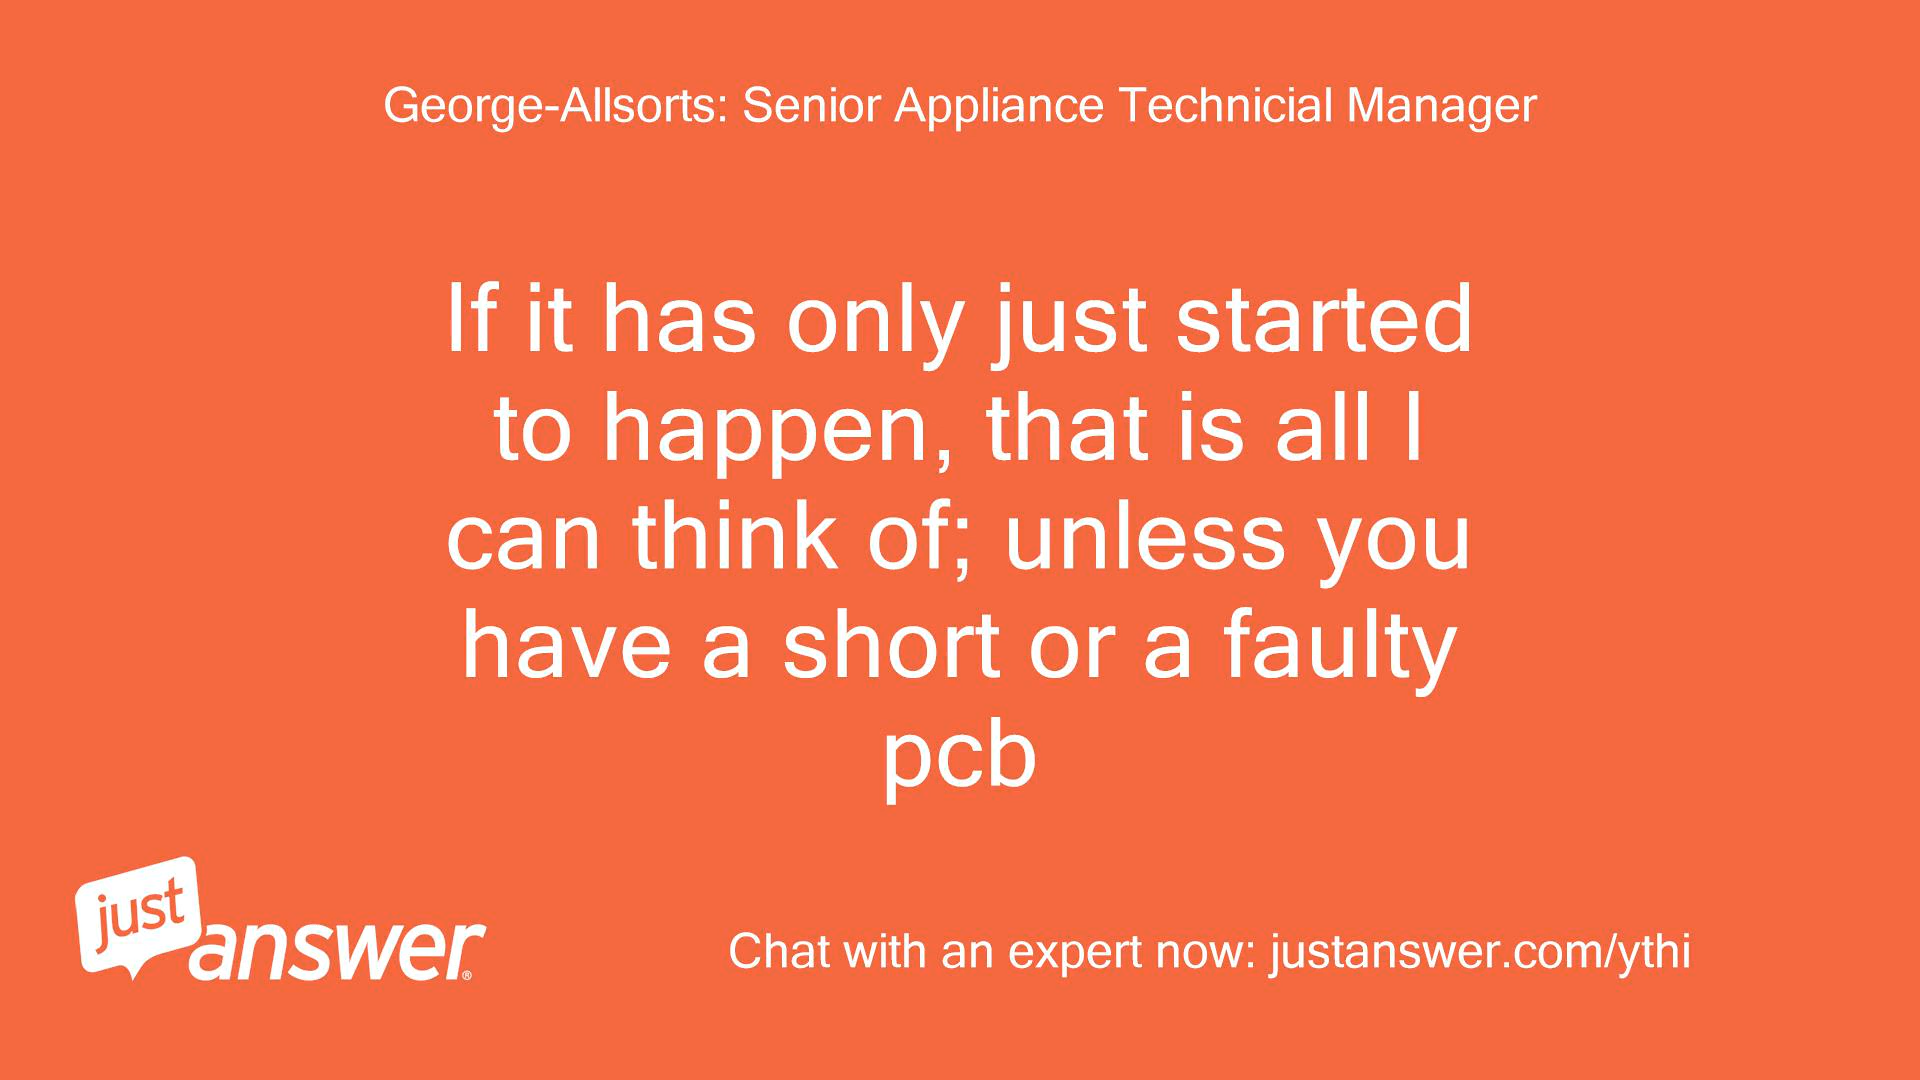 George-Allsorts: Senior Appliance Technicial Manager
If it has only just started
to happen, that is all I
can think of; unless you
have a short or a faulty
pcb
just
answer®
Chat with an expert now: justanswer.com/ythi